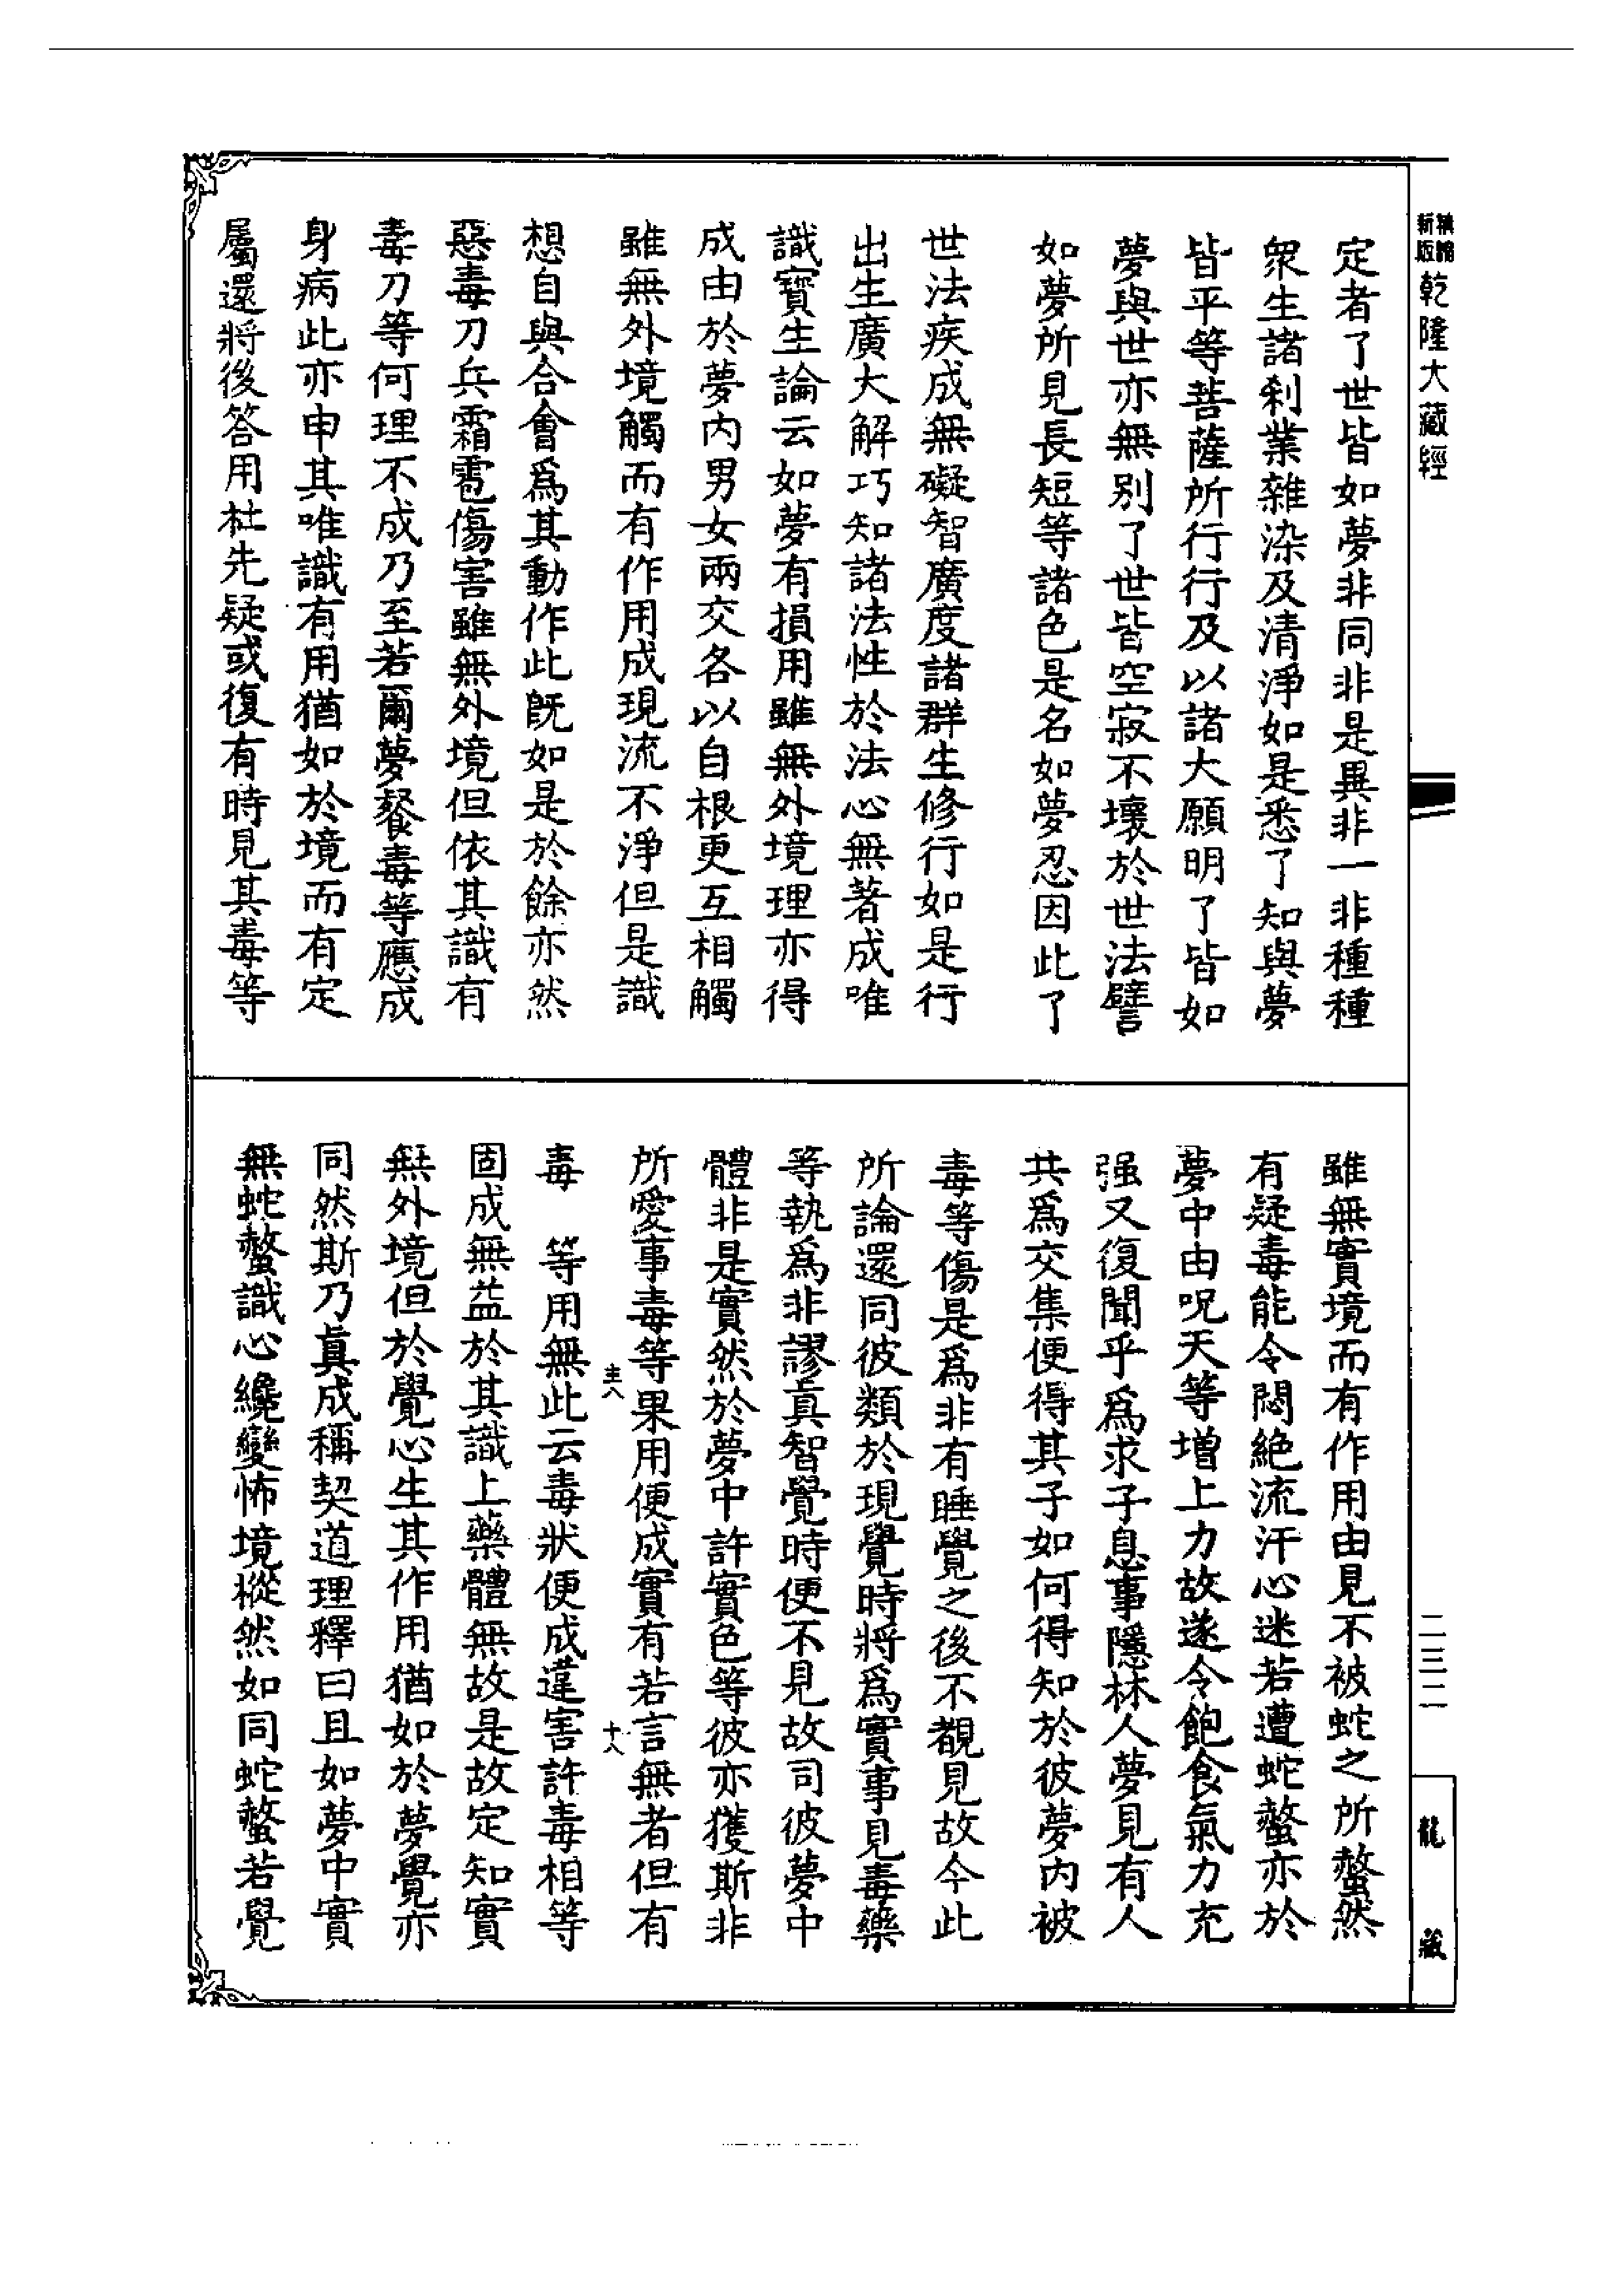 新版
精縮
乾隆大藏經
定者了世皆如夢非同非是異非一非種種
衆生諸刹業雜染及清淨如是悉了知與夢
皆平等菩薩所行行及以諸大願明了皆如
夢與世亦無別了世皆空寂不壞於世法譬
如夢所見長短等諸色是名如夢忍因此了
世法疾成無礙智廣度諸群生修行如是行
出生廣大解巧知諸法性於法心無著成唯
識寶生論云如夢有損用雖無外境理亦得
成由於夢內男女兩交各以自根更互相觸
雖無外境觸而有作用成現流不淨但是識
想自與合會爲其動作此既如是於餘亦然
惡毒刀兵霜雹傷害雖無外境但依其識有
毒刀等何理不成乃至若爾夢餐毒等應成
身病此亦申其唯識有用猶如於境而有定
屬還將後答用杜先疑或復有時見其毒等
雖無實境而有作用由見不被蛇之所螫然
有疑毒能令悶絕流汗心迷若遭蛇螫亦於
夢中由呪天等增上力故遂令飽食氣力充
强又復聞乎爲求子息事隱林人夢見有人
共爲交集便得其子如何得知於彼夢內被
毒等傷是爲非有睡覺之後不覩見故今此
所論還同彼類於現覺時將爲實事見毒藥
等執爲非謬眞智覺時便不見故司彼夢中
體非是實然於夢中許實色等彼亦獲斯非
所愛事毒等果用便成實有若言無者但有
毒　等用無此云毒狀便成違害許毒相等
固成無益於其識上藥體無故是故定知實
無外境但於覺心生其作用猶如於夢覺亦
同然斯乃眞成稱契道理釋曰且如夢中實
無蛇螫識心纔變怖境縱然如同蛇螫若覺
二三二
龍藏